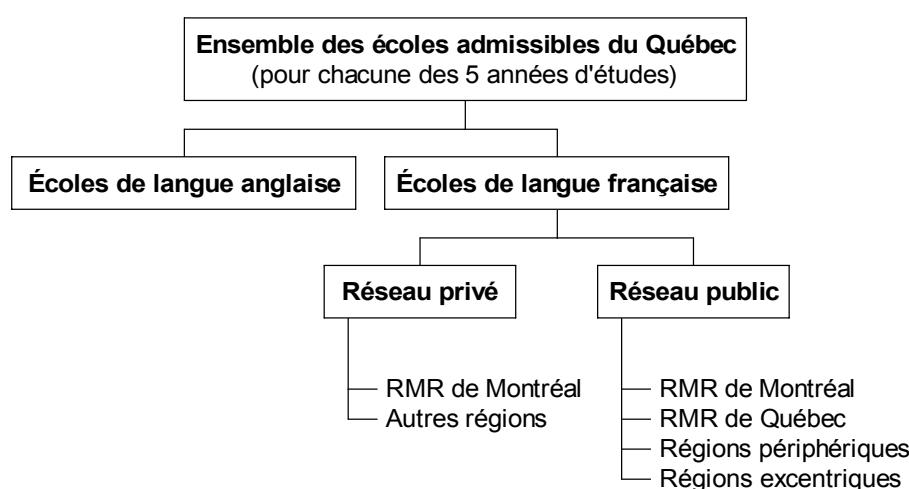 Ensemble des écoles admissibles du Québec
(pour chacune des 5 années d'études)
Écoles de langue anglaise
Écoles de langue française
Réseau privé
Réseau public
RMR de Montréal
Autres régions
RMR de Montréal
RMR de Québec
Régions périphériques
Régions excentriques